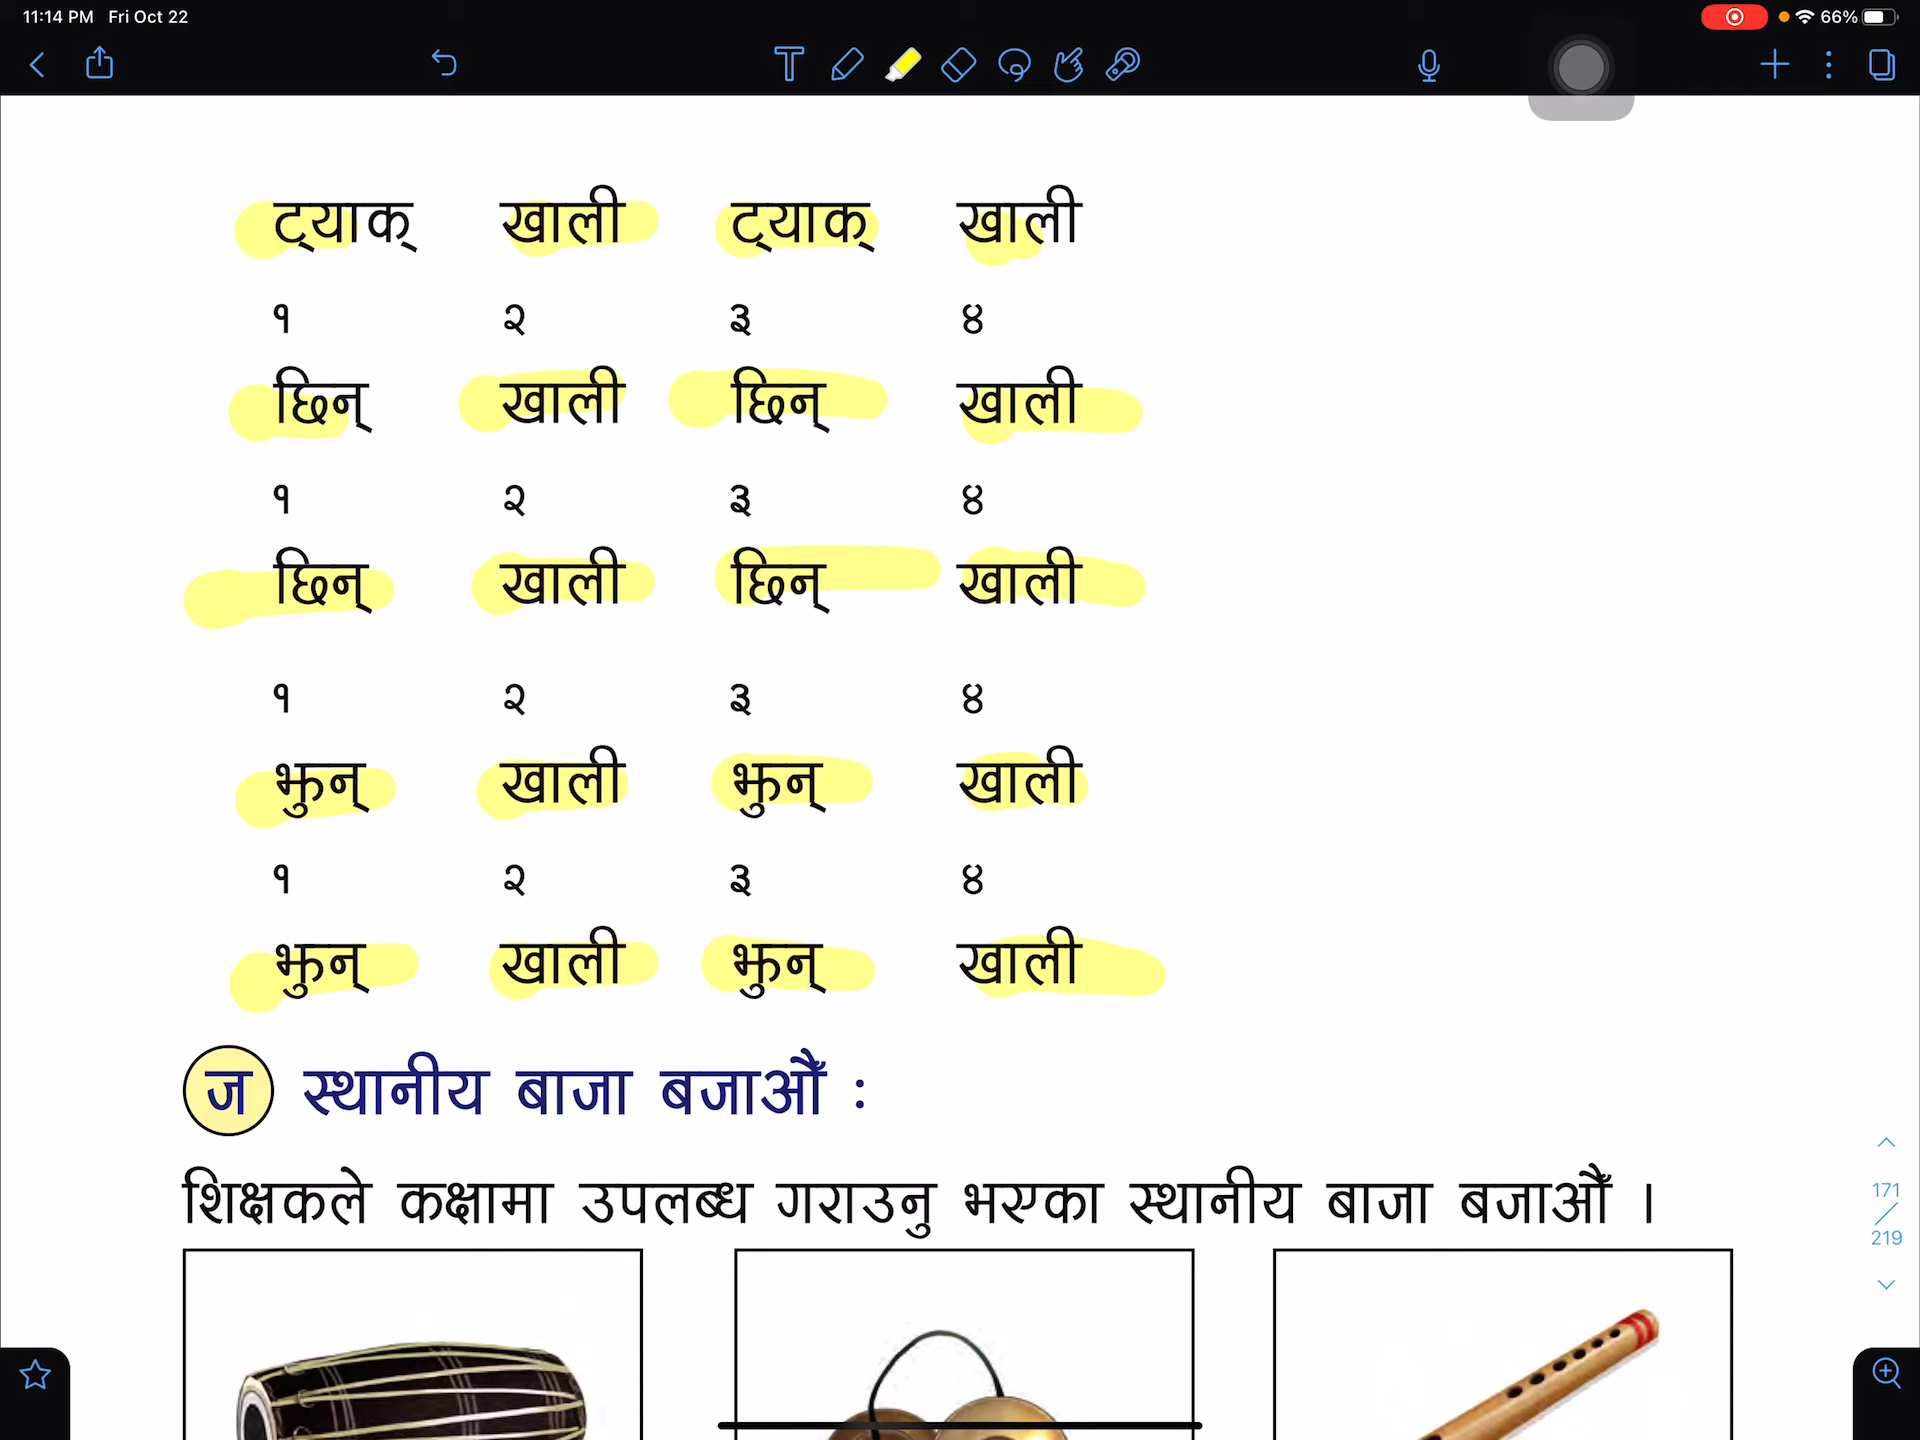 11:14 PM Fri Oct 22 66%
ट्याक् खाली ट्याक् खाली
१ २ ३ ४
छिन् खाली छिन् खाली
१ २ ३ ४
छिन् खाली छिन् खाली
१ २ ३ ४
झुन् खाली झुन् खाली
१ २ ३ ४
झुन् खाली झुन् खाली
ज स्थानीय बाजा बजाऔँ :
शिक्षकले कक्षामा उपलब्ध गराउनु भएका स्थानीय बाजा बजाऔँ ।
171
/
219